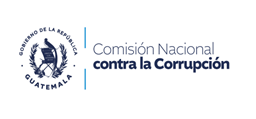 GOBIERNO DE LA REPÚBLICA
GUATEMALA
Comisión Nacional
contra la Corrupción